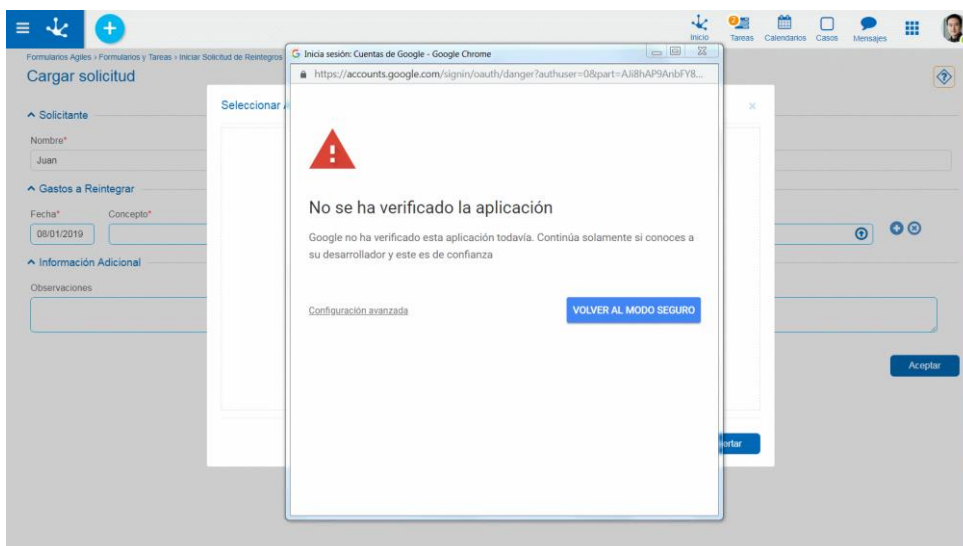 Inicio
2
Tareas
Calendarios
Casos
Mensajes
Formularios Agiles › Formularios y Tareas › Iniciar Solicitud de Reintegros
Cargar solicitud
Solicitante
Nombre*
Juan
Gastos a Reintegrar
Fecha*
Concepto*
08/01/2019
Información Adicional
Observaciones
Aceptar
Seleccionar
G Inicia sesión: Cuentas de Google - Google Chrome
https://accounts.google.com/signin/oauth/danger?authuser=0&part=AJi8hAP9AnbFY8...
No se ha verificado la aplicación
Google no ha verificado esta aplicación todavía. Continúa solamente si conoces a
su desarrollador y este es de confianza
Configuración avanzada
VOLVER AL MODO SEGURO
ortar